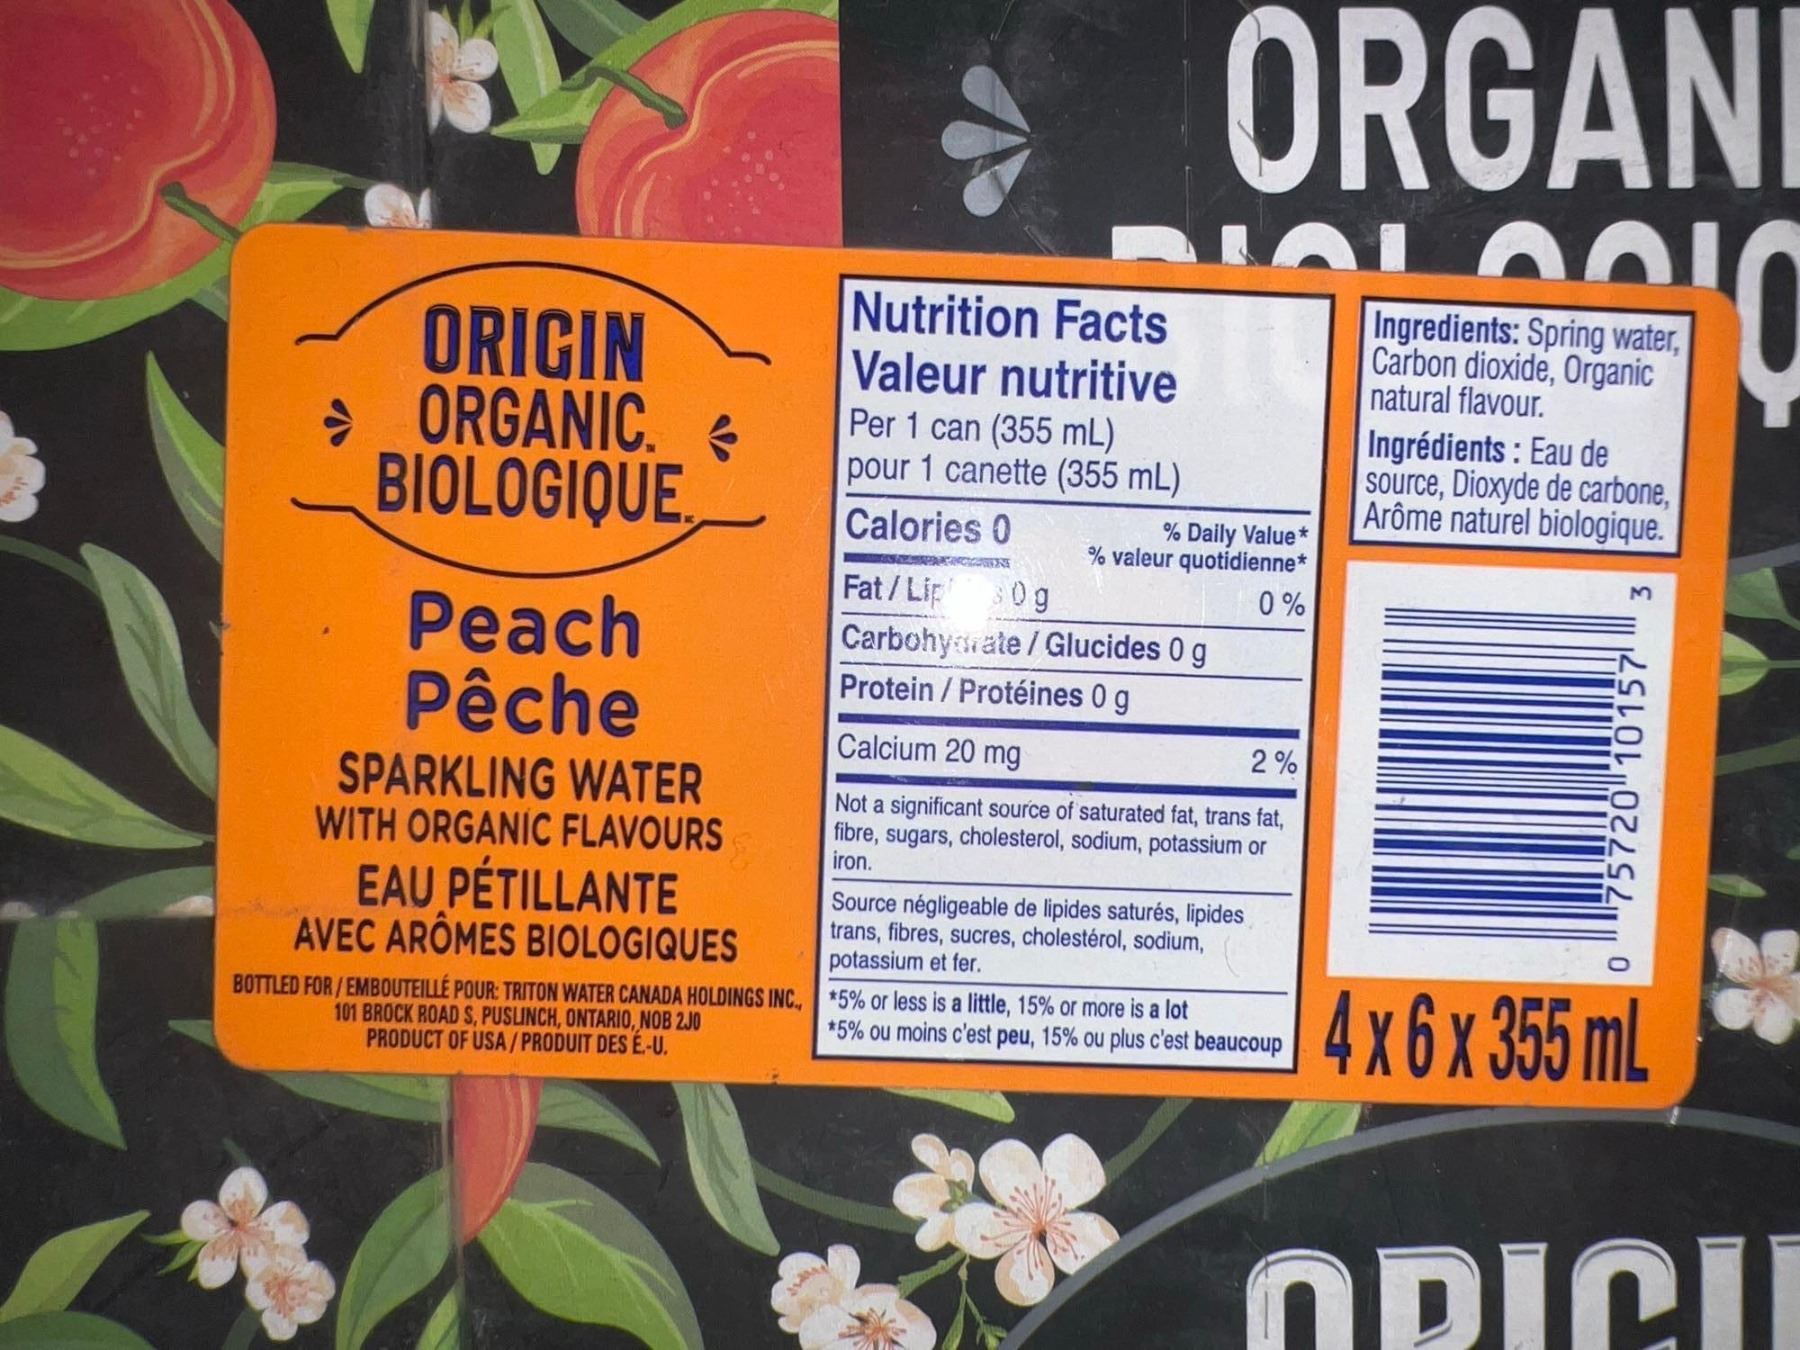 ORGANI
BIOLOGIQ
ORIGIN
ORGANIC™
BIOLOGIQUE
Peach
Pêche
SPARKLING WATER
WITH ORGANIC FLAVOURS
EAU PÉTILLANTE
AVEC ARÔMES BIOLOGIQUES
BOTTLED FOR / EMBOUTEILLÉ POUR: TRITON WATER CANADA HOLDINGS INC.,
101 BROCK ROAD S, PUSLINCH, ONTARIO, N0B 2J0
PRODUCT OF USA / PRODUIT DES É.-U.
Nutrition Facts
Valeur nutritive
Per 1 can (355 mL)
pour 1 canette (355 mL)
Calories 0
% Daily Value*
% valeur quotidienne*
Fat / 0 g 0 %
Carbohydrate / Glucides 0 g
Protein / Protéines 0 g
Calcium 20 mg 2 %
Not a significant source of saturated fat, trans fat,
fibre, sugars, cholesterol, sodium, potassium or
iron.
Source négligeable de lipides saturés, lipides
trans, fibres, sucres, cholestérol, sodium,
potassium et fer.
*5% or less is a little, 15% or more is a lot
*5% ou moins c'est peu, 15% ou plus c'est beaucoup
Ingredients: Spring water,
Carbon dioxide, Organic
natural flavour.
Ingrédients : Eau de
source, Dioxyde de carbone,
Arôme naturel biologique.
0 75720 10157 3
4 x 6 x 355 mL
ORIGI